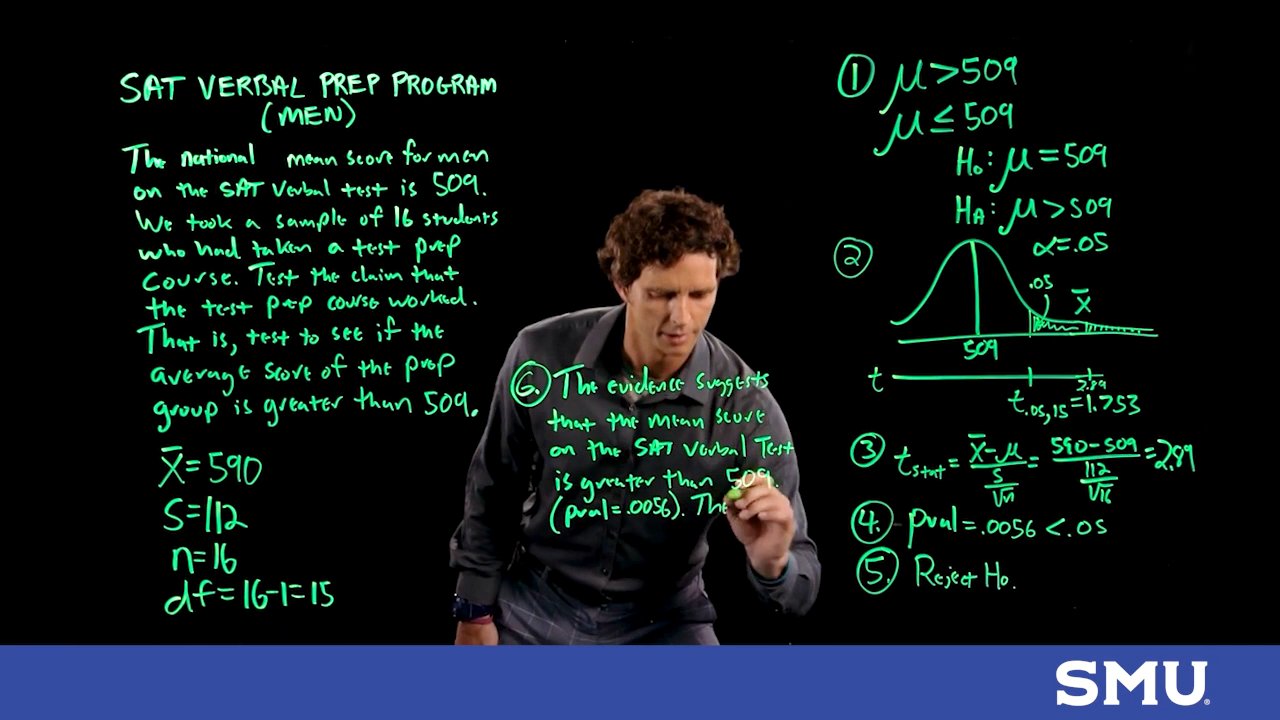 SAT VERBAL PREP PROGRAM
(MEN)
The national mean score for men
on the SAT Verbal test is 509.
We took a sample of 16 students
who had taken a test prep
course. Test the claim that
the test prep course worked.
That is, test to see if the
average score of the prep
group is greater than 509.
X̄=590
S=112
n=16
df=16-1=15
6. The evidence suggests
that the mean score
on the SAT Verbal Test
is greater than 509.
(pval=.0056). The
1 μ>509
μ≤509
H₀: μ=509
HA: μ>509
2 α=.05
.05 X̄
509
t 2.89
t.05,15=1.753
3 tstat = X̄-μ / S/√n = 590-509 / 112/√16 = 2.89
4. pval=.0056 <.05
5. Reject H₀.
SMU